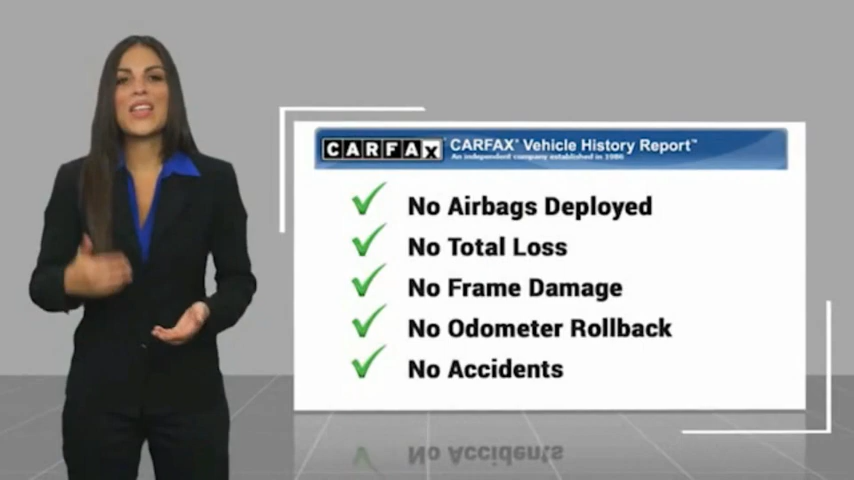 CARFAX CARFAX® Vehicle History Report™
An independent company established in 1986
No Airbags Deployed
No Total Loss
No Frame Damage
No Odometer Rollback
No Accidents
No Accidents